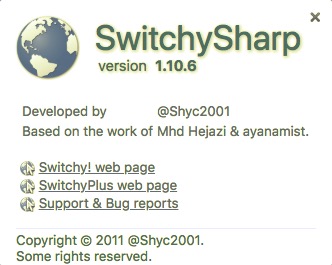 SwitchySharp
version 1.10.6
Developed by @Shyc2001
Based on the work of Mhd Hejazi & ayanamist.
Switchy! web page
SwitchyPlus web page
Support & Bug reports
Copyright © 2011 @Shyc2001.
Some rights reserved.